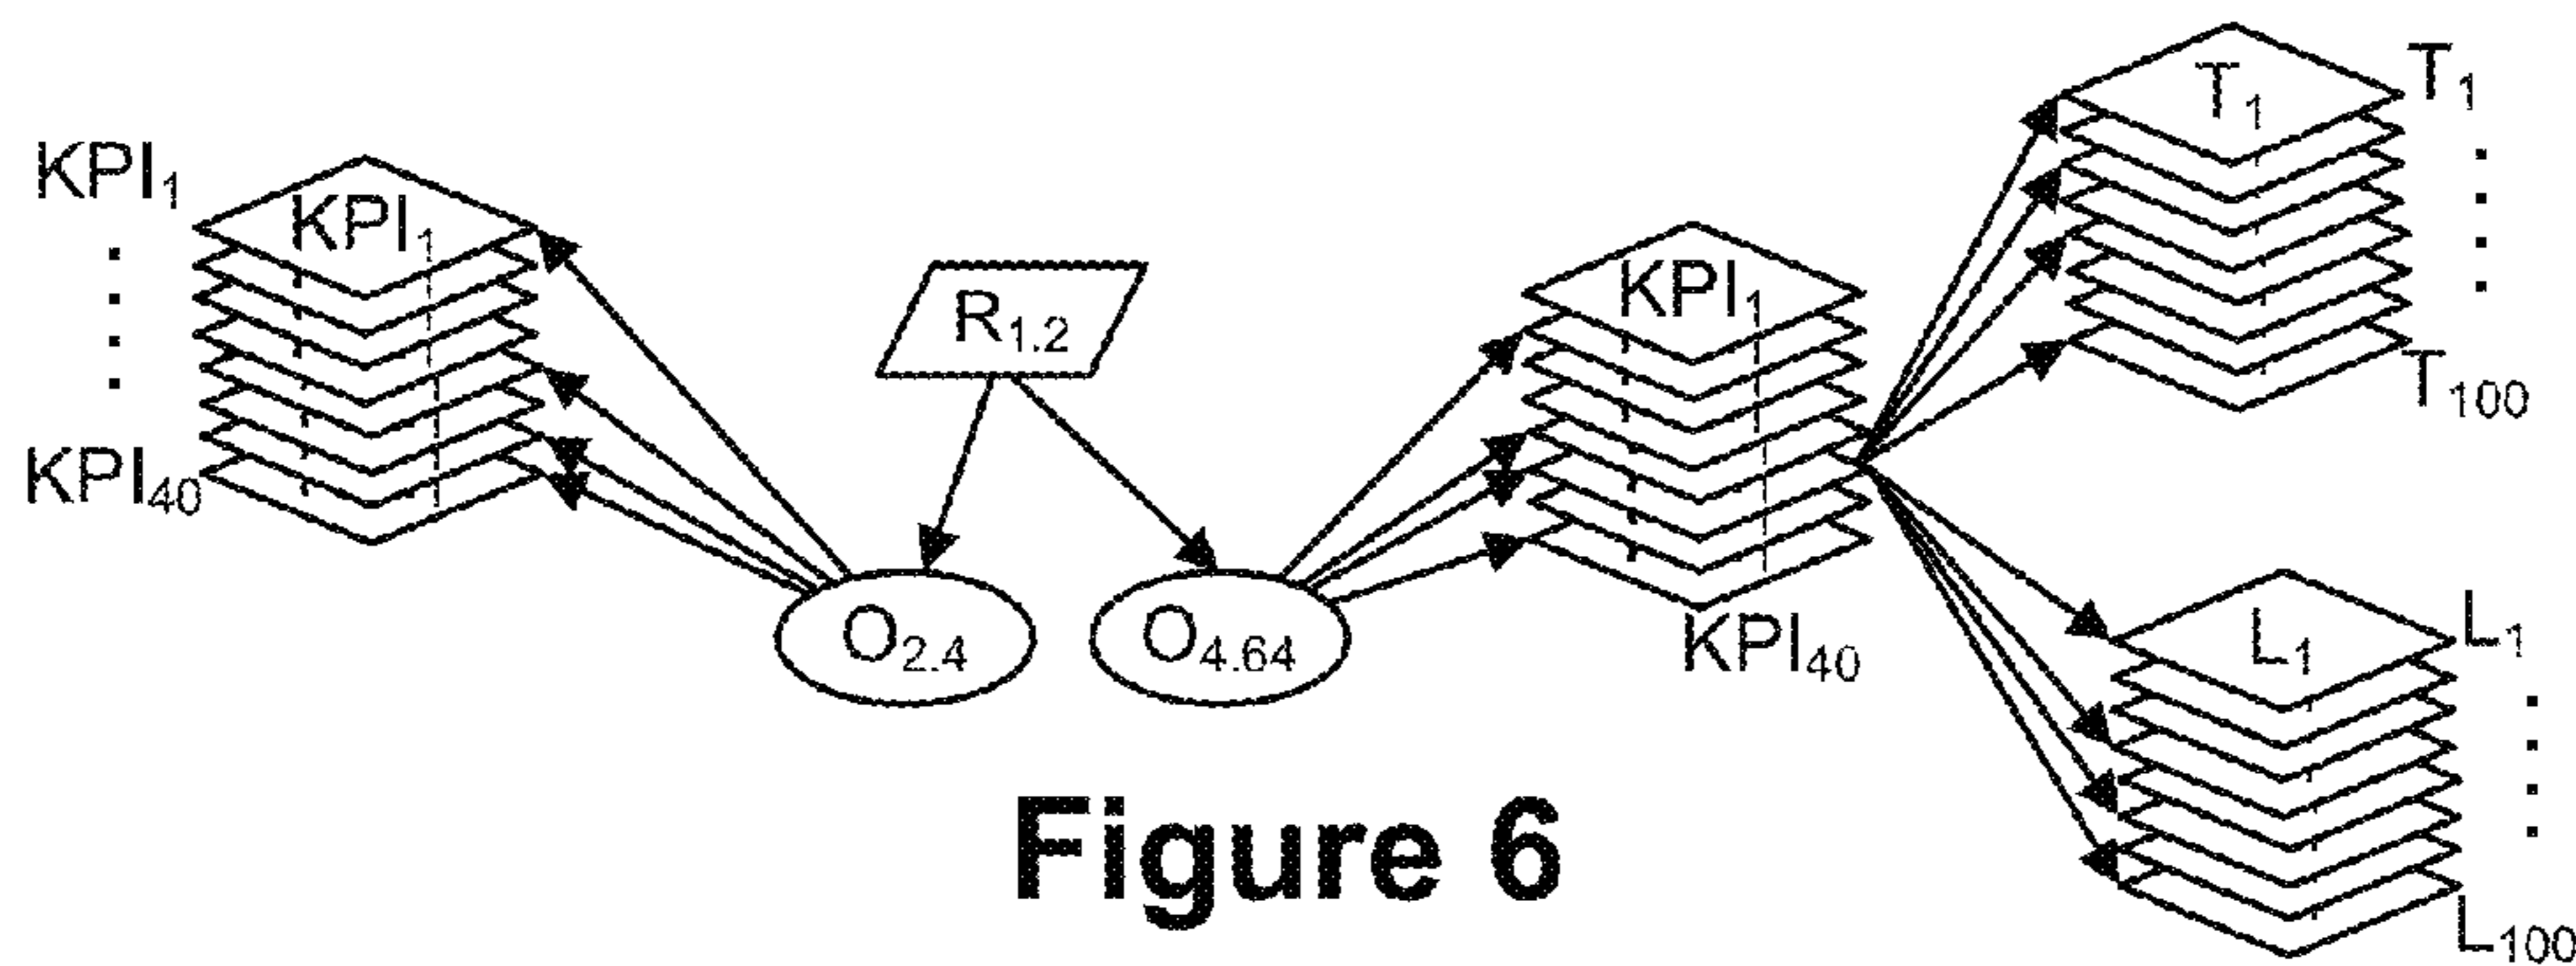 KPI₁
KPI₁
KPI₄₀
R₁.₂
O₂.₄
O₄.₆₄
KPI₁
KPI₄₀
T₁
T₁
T₁₀₀
L₁
L₁
L₁₀₀
Figure 6